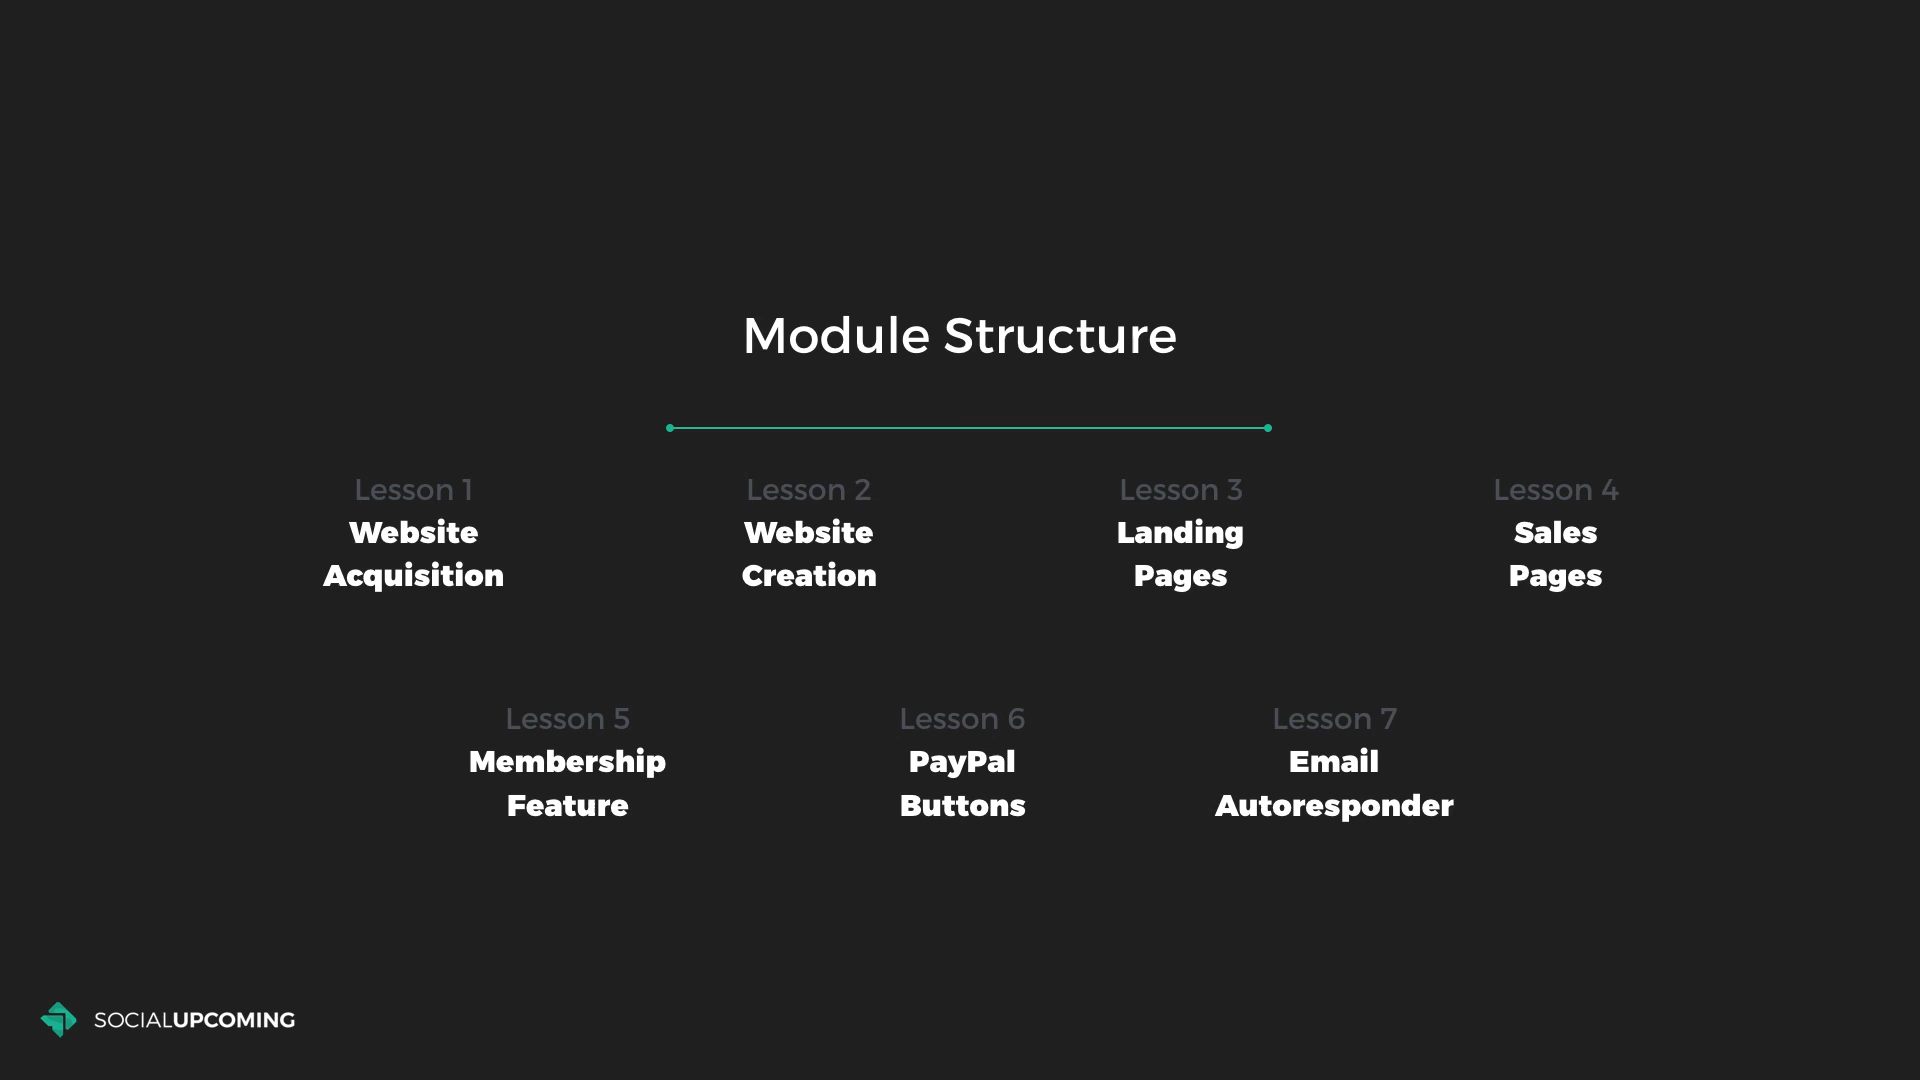 Module Structure
Lesson 1
Website
Acquisition
Lesson 2
Website
Creation
Lesson 3
Landing
Pages
Lesson 4
Sales
Pages
Lesson 5
Membership
Feature
Lesson 6
PayPal
Buttons
Lesson 7
Email
Autoresponder
SOCIALUPCOMING